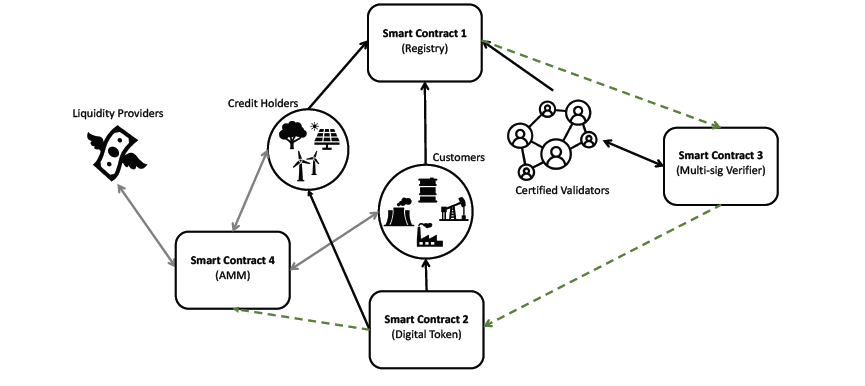 Smart Contract 1
(Registry)
Credit Holders
Liquidity Providers
Customers
Smart Contract 3
(Multi-sig Verifier)
Certified Validators
Smart Contract 4
(AMM)
Smart Contract 2
(Digital Token)